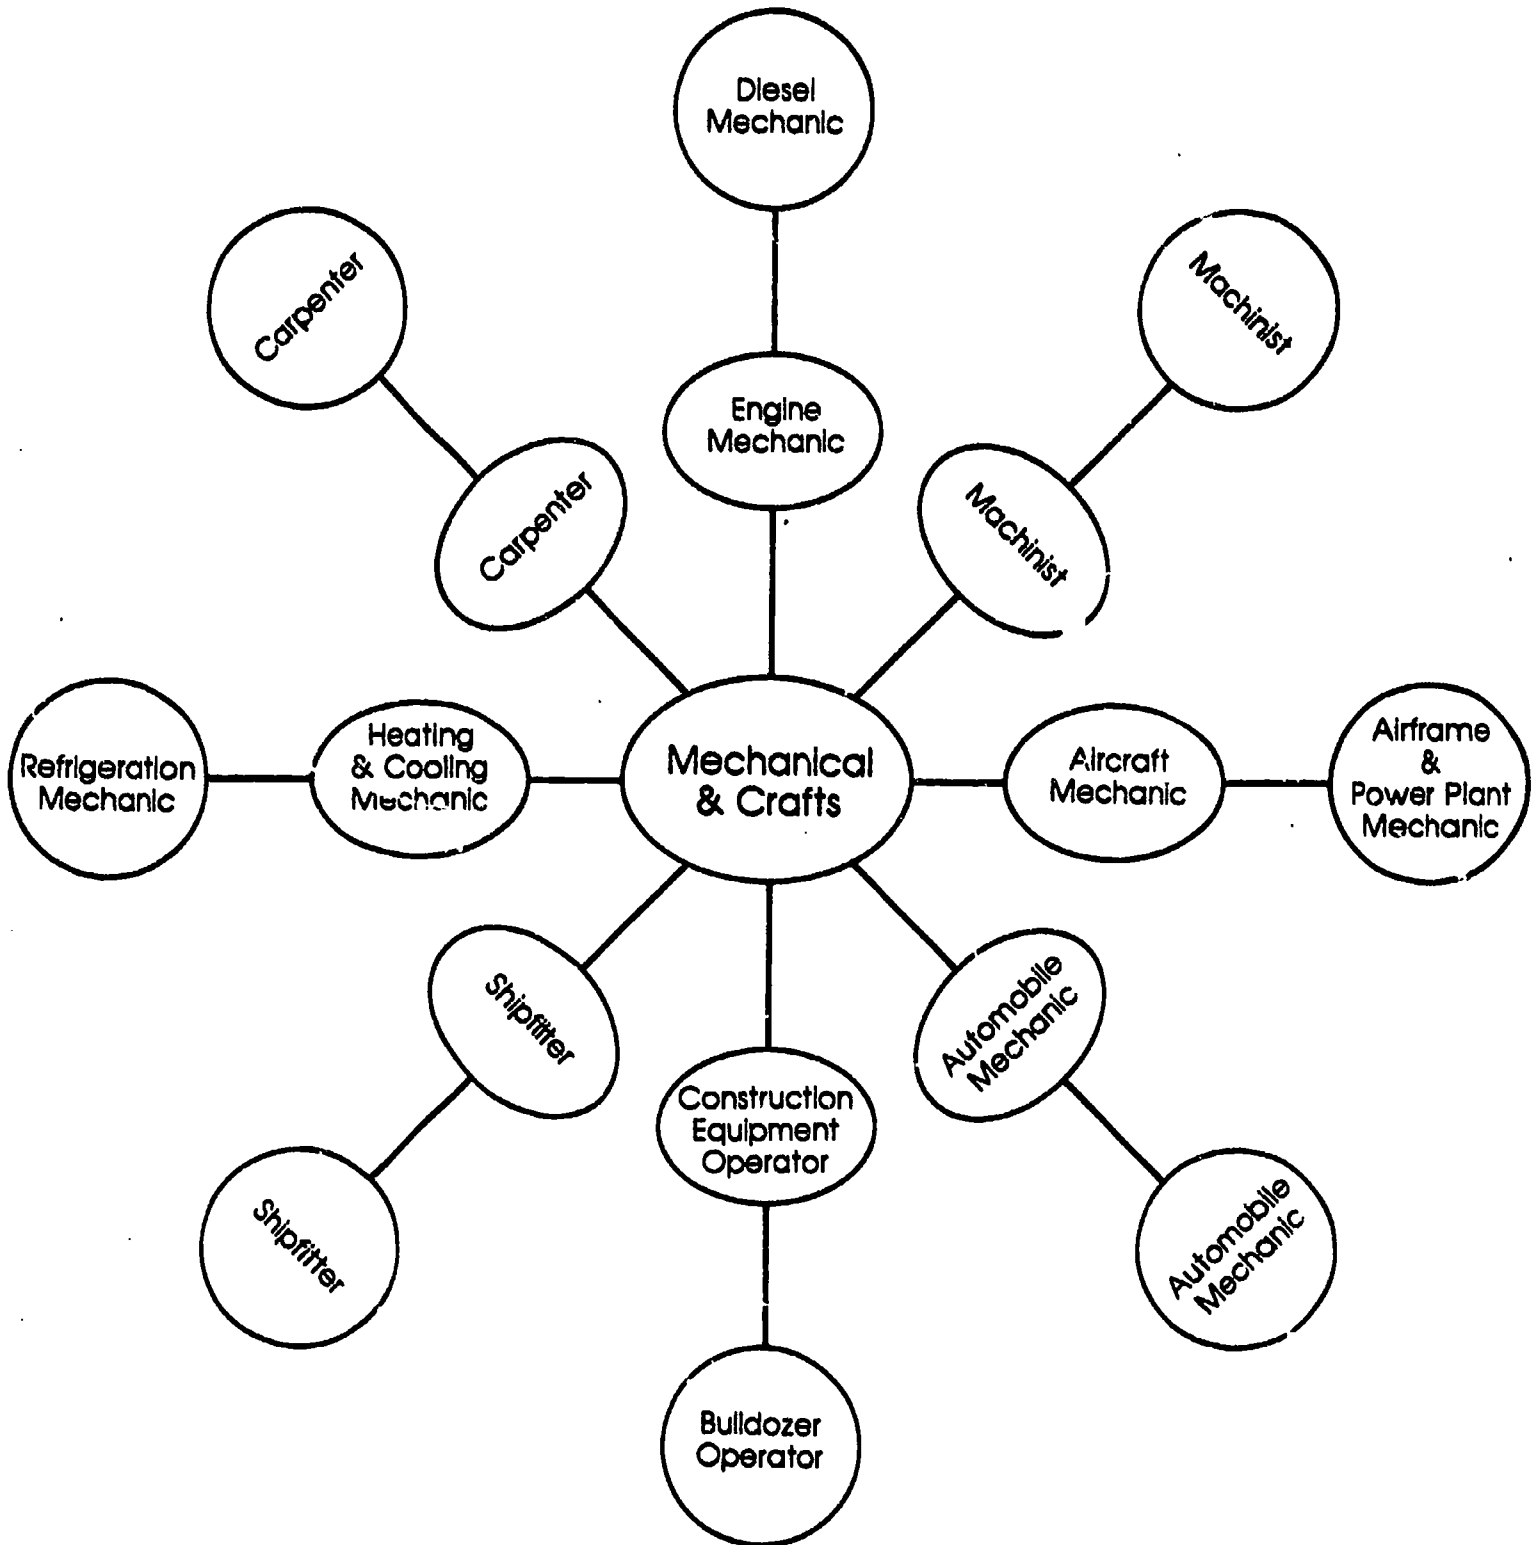 Diesel
Mechanic
Carpenter
Machinist
Engine
Mechanic
Carpenter
Machinist
Refrigeration
Mechanic
Heating
& Cooling
Mechanic
Mechanical
& Crafts
Aircraft
Mechanic
Airframe
&
Power Plant
Mechanic
Shipfitter
Automobile
Mechanic
Construction
Equipment
Operator
Shipfitter
Automobile
Mechanic
Bulldozer
Operator